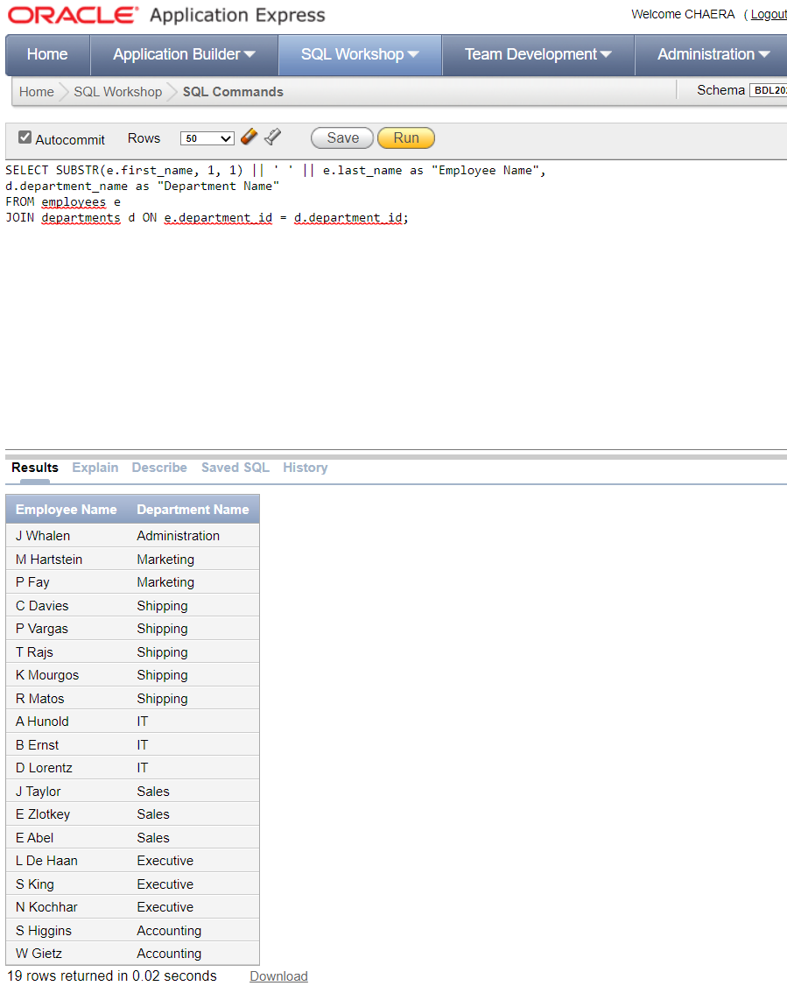 ORACLE® Application Express
Welcome CHAERA ( Logout
Home Application Builder SQL Workshop Team Development Administration
Home SQL Workshop SQL Commands Schema
Autocommit Rows 50 Save Run
SELECT SUBSTR(e.first_name, 1, 1) || ' ' || e.last_name as "Employee Name",
d.department_name as "Department Name"
FROM employees e
JOIN departments d ON e.department_id = d.department_id;
Results Explain Describe Saved SQL History
Employee Name Department Name
J Whalen Administration
M Hartstein Marketing
P Fay Marketing
C Davies Shipping
P Vargas Shipping
T Rajs Shipping
K Mourgos Shipping
R Matos Shipping
A Hunold IT
B Ernst IT
D Lorentz IT
J Taylor Sales
E Zlotkey Sales
E Abel Sales
L De Haan Executive
S King Executive
N Kochhar Executive
S Higgins Accounting
W Gietz Accounting
19 rows returned in 0.02 seconds Download